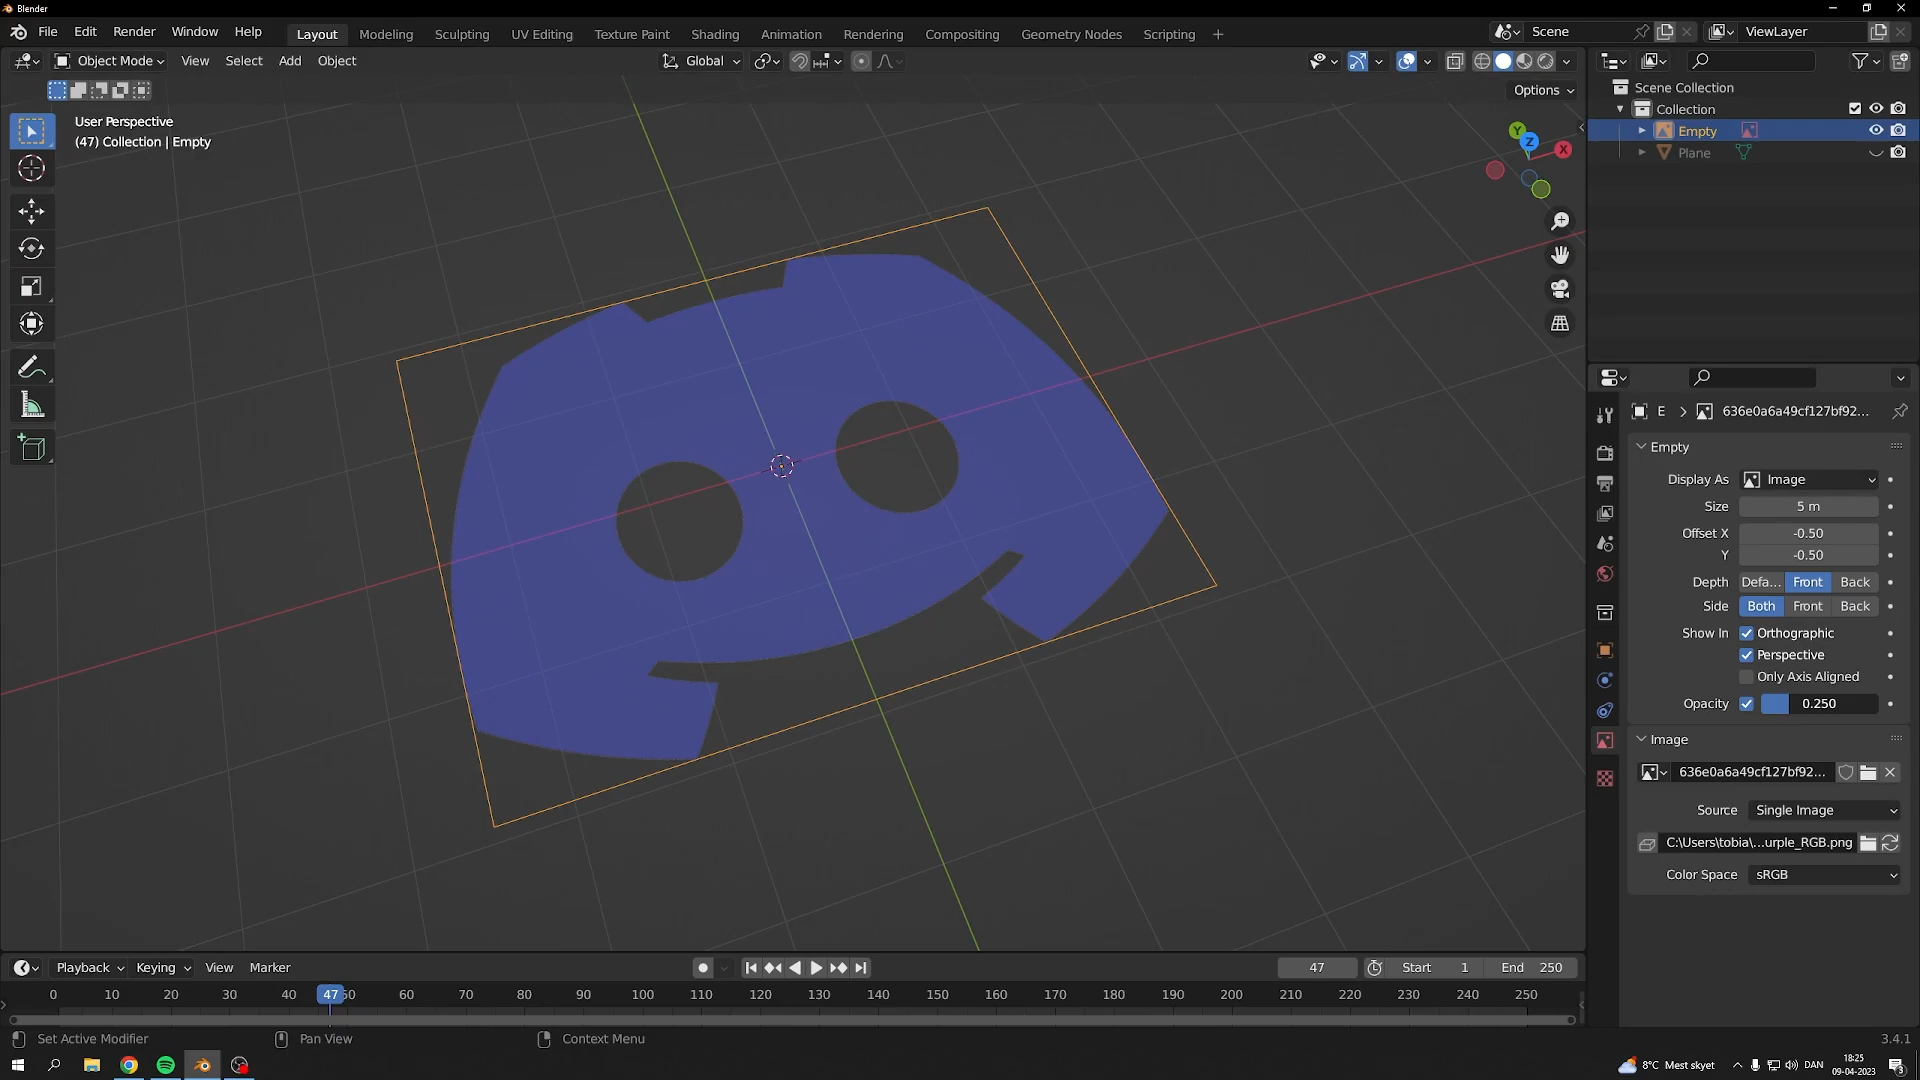 Blender
File Edit Render Window Help Layout Modeling Sculpting UV Editing Texture Paint Shading Animation Rendering Compositing Geometry Nodes Scripting + Scene ViewLayer
Object Mode View Select Add Object Global
Options
User Perspective
(47) Collection | Empty
Y
Z
X
Scene Collection
Collection
Empty
Plane
E > 636e0a6a49cf127bf92...
Empty
Display As Image
Size 5 m
Offset X -0.50
Y -0.50
Depth Defa... Front Back
Side Both Front Back
Show In Orthographic
Perspective
Only Axis Aligned
Opacity 0.250
Image
636e0a6a49cf127bf92...
Source Single Image
C:\Users\tobia\...urple_RGB.png
Color Space sRGB
Playback Keying View Marker 47 Start 1 End 250
0 10 20 30 40 47 50 60 70 80 90 100 110 120 130 140 150 160 170 180 190 200 210 220 230 240 250
Set Active Modifier Pan View Context Menu 3.4.1
8°C Mest skyet DAN 18:25
09-04-2023
3